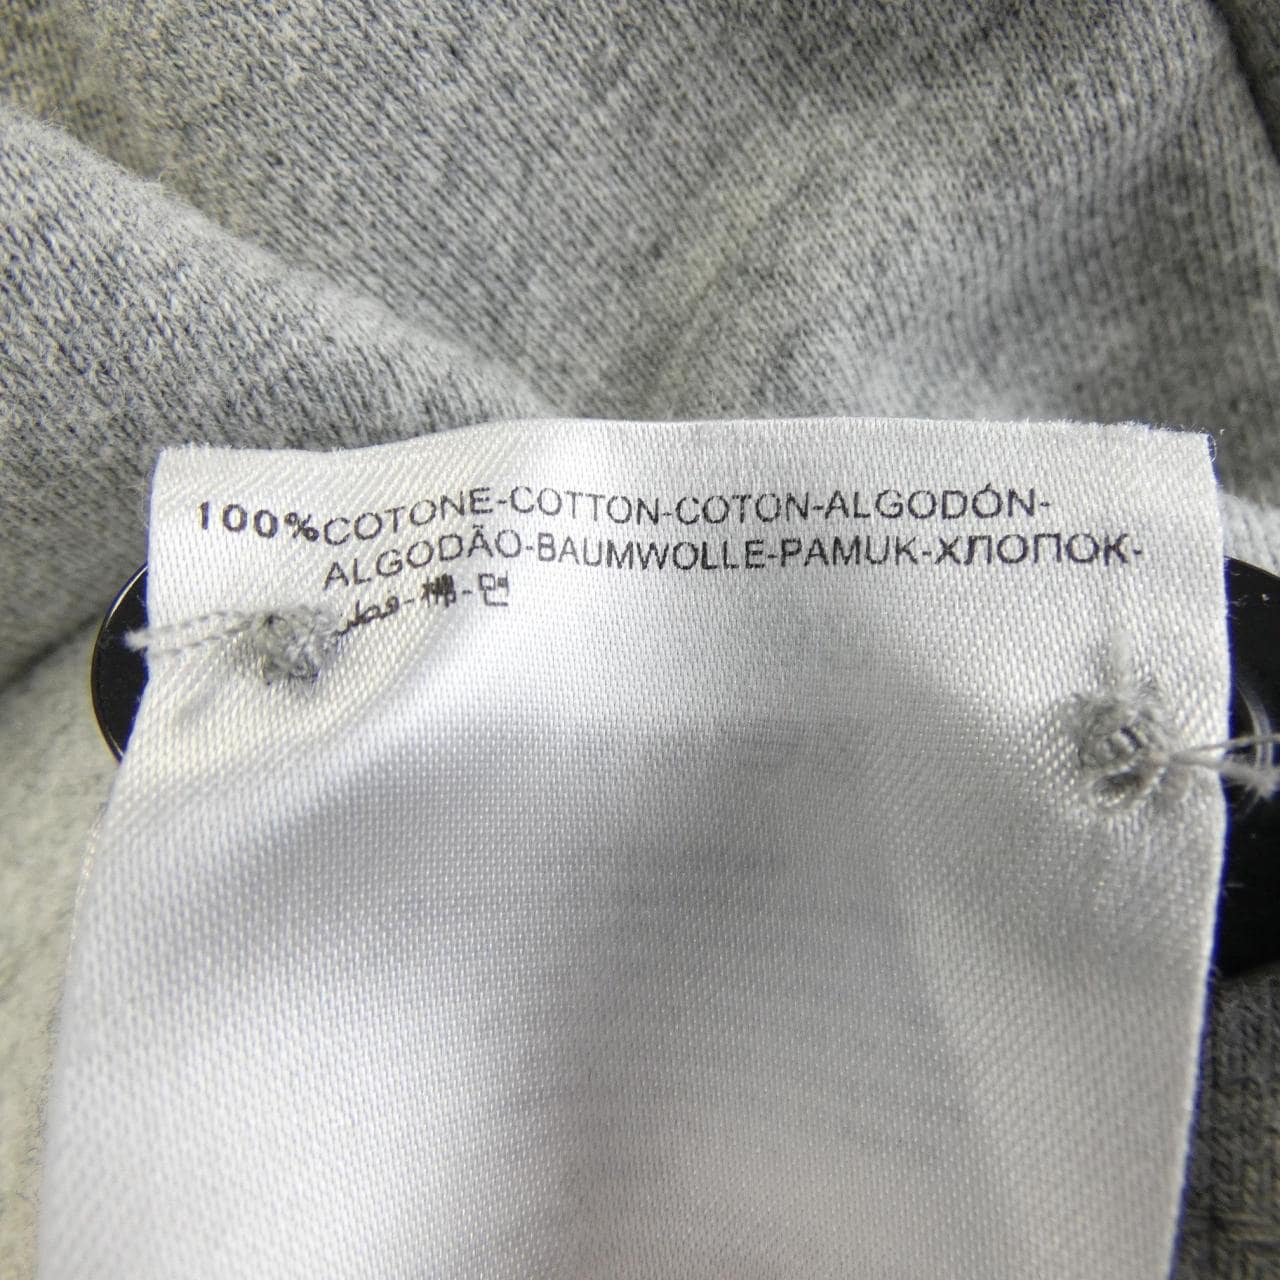 100%COTONE-COTTON-COTON-ALGODÓN-
ALGODÃO-BAUMWOLLE-PAMUK-ХЛОПОК-
قطن-棉-면